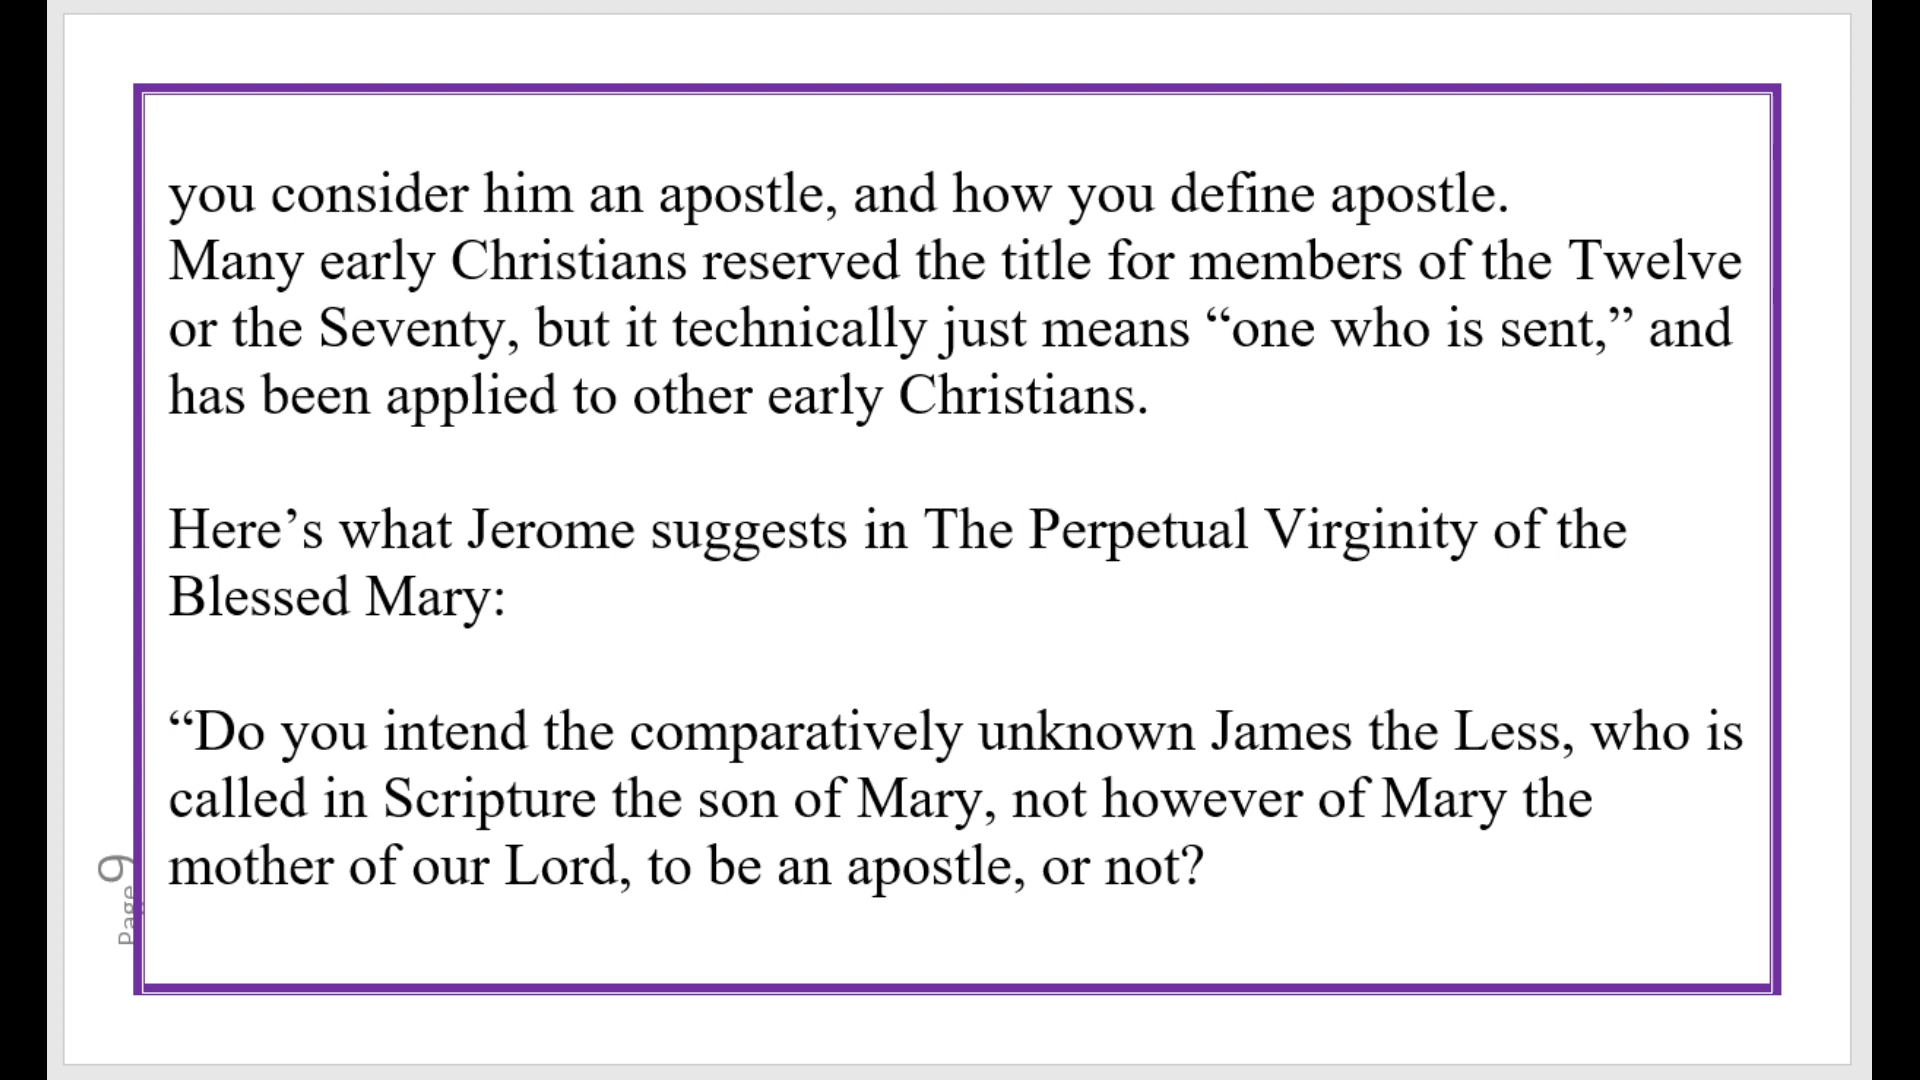 you consider him an apostle, and how you define apostle.
Many early Christians reserved the title for members of the Twelve
or the Seventy, but it technically just means “one who is sent,” and
has been applied to other early Christians.
Here’s what Jerome suggests in The Perpetual Virginity of the
Blessed Mary:
“Do you intend the comparatively unknown James the Less, who is
called in Scripture the son of Mary, not however of Mary the
mother of our Lord, to be an apostle, or not?
Page 9